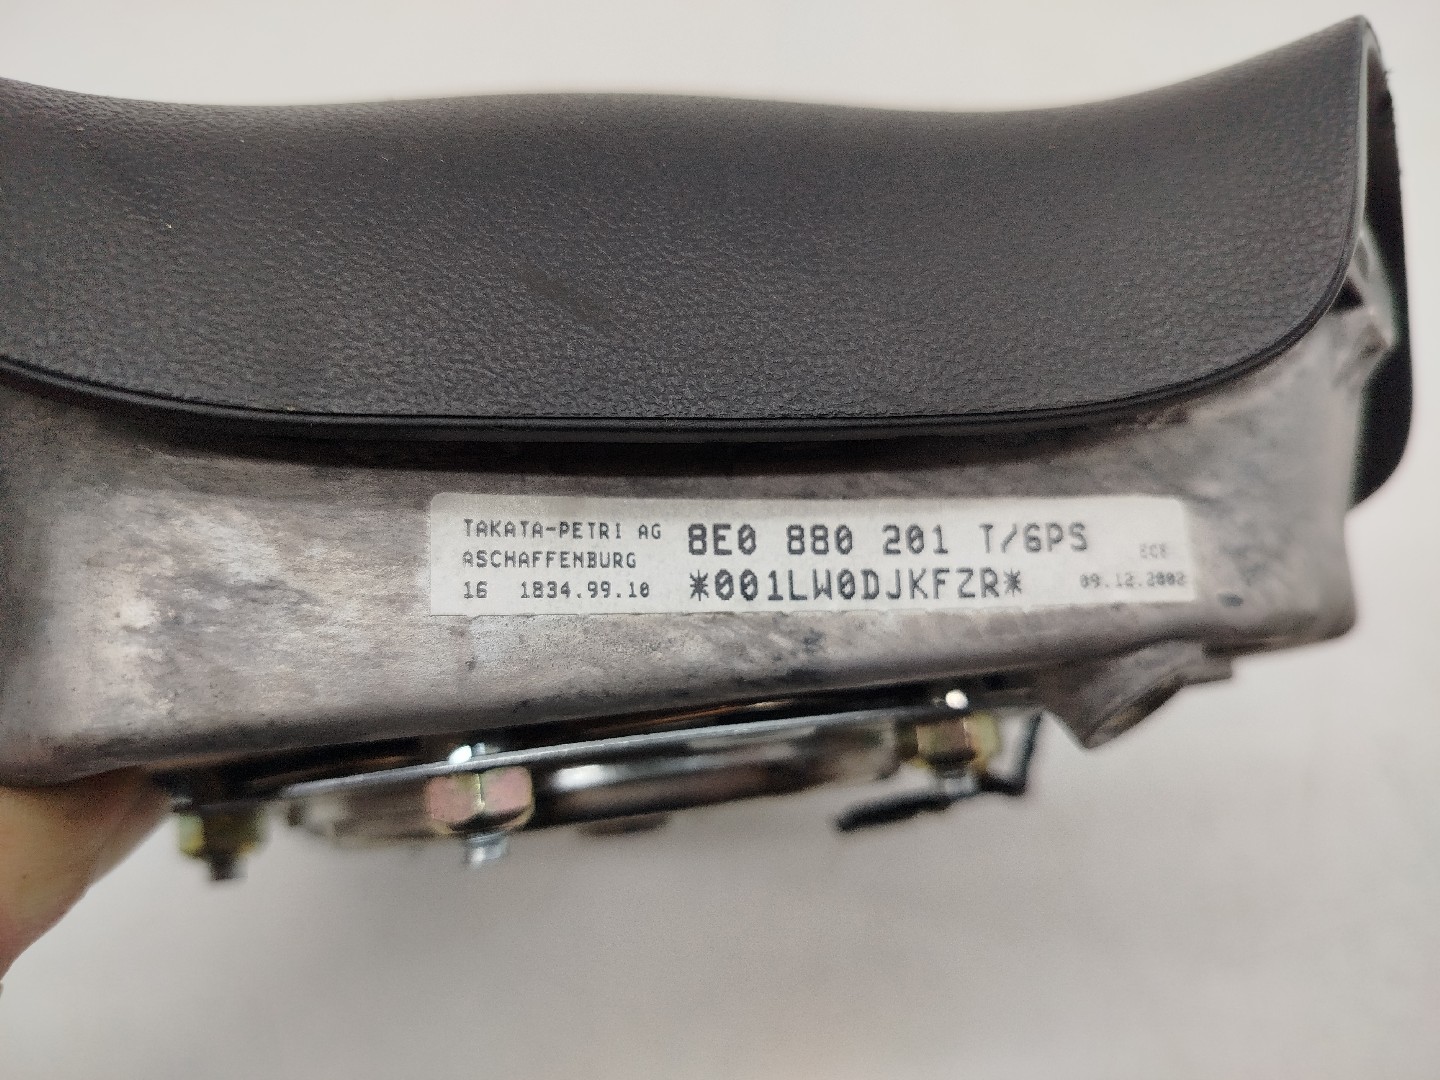 TAKATA-PETRI AG 8E0 880 201 T/6PS
ASCHAFFENBURG ECE
16 1834.99.10 *001LW0DJKFZR* 09.12.2002